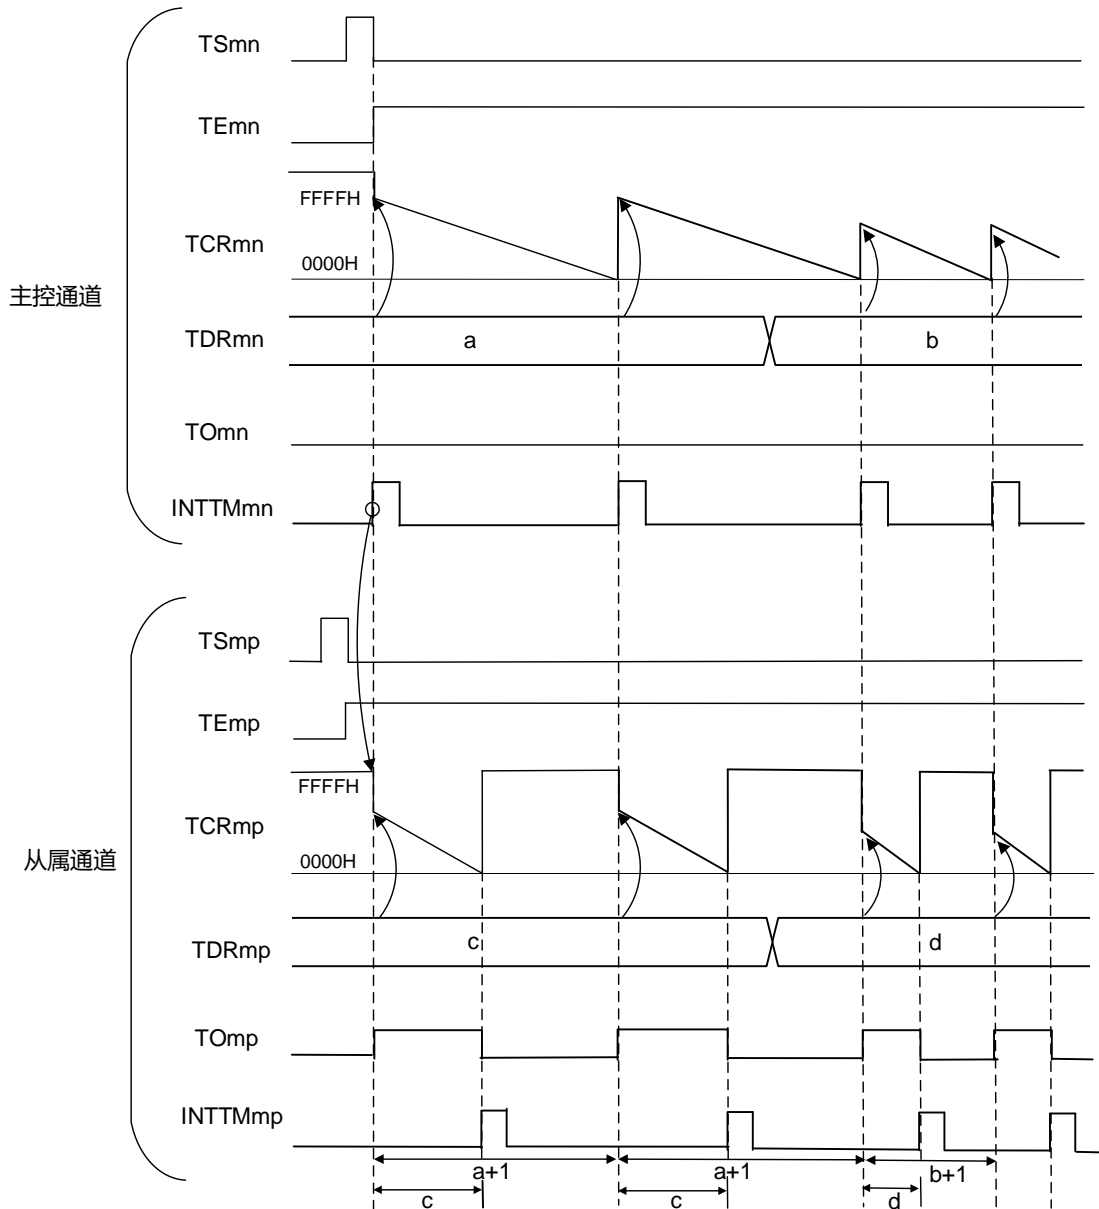 主控通道
TSmn
TEmn
FFFFH
TCRmn
0000H
TDRmn
a
b
TOmn
INTTMmn
从属通道
TSmp
TEmp
FFFFH
TCRmp
0000H
TDRmp
c
d
TOmp
INTTMmp
a+1
a+1
b+1
c
c
d